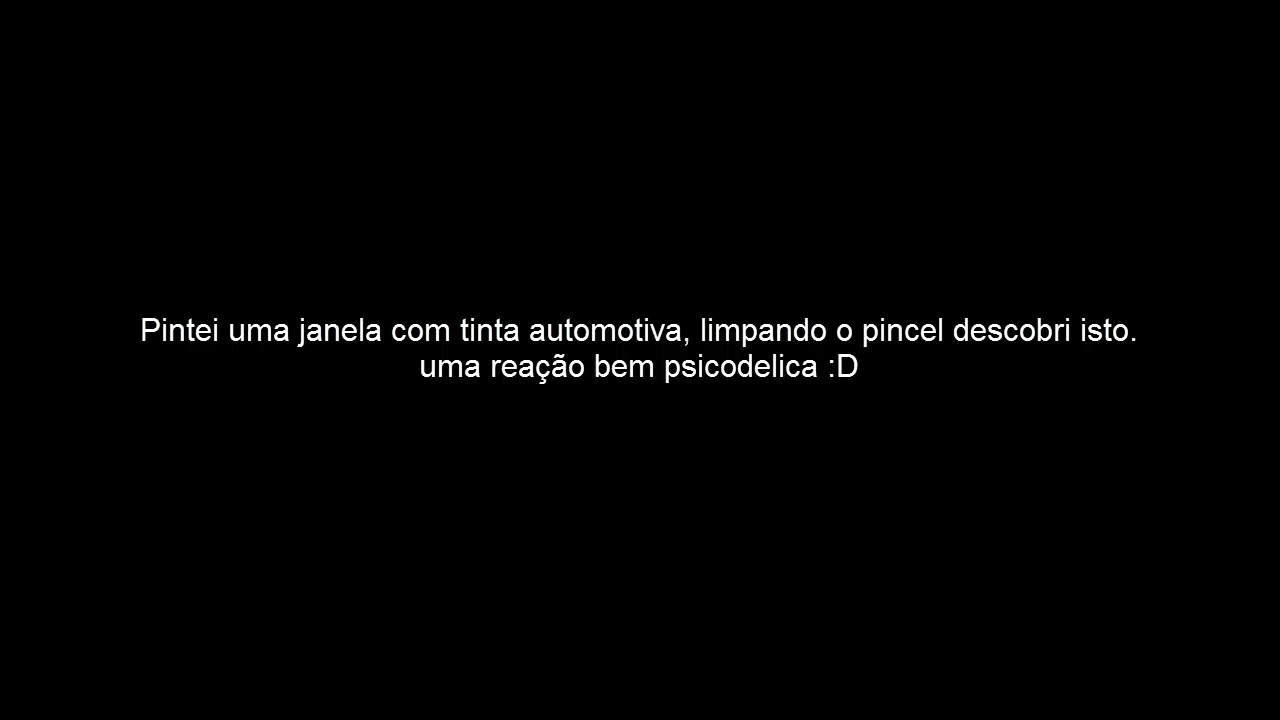 Pintei uma janela com tinta automotiva, limpando o pincel descobri isto.
uma reação bem psicodelica :D